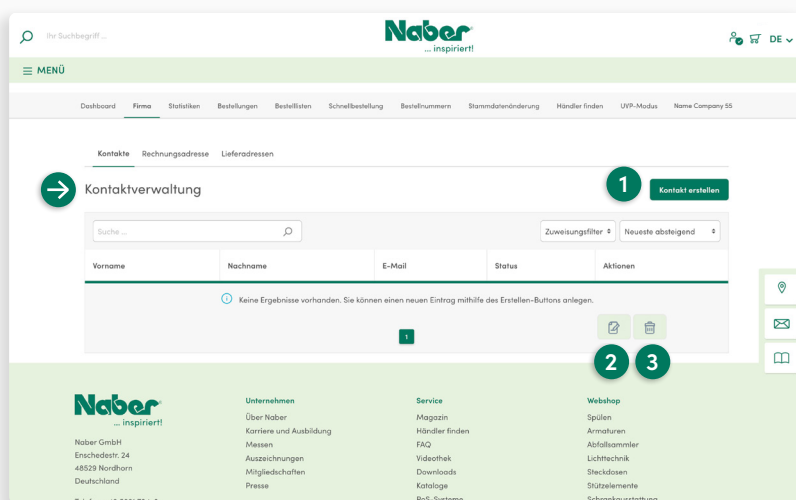 Ihr Suchbegriff ...
Naber
... inspiriert!
DE
MENÜ
Dashboard Firma Statistiken Bestellungen Bestelllisten Schnellbestellung Bestellnummern Stammdatenänderung Händler finden UVP-Modus Name Company 55
Kontakte Rechnungsadresse Lieferadressen
Kontaktverwaltung
1
Kontakt erstellen
Suche ...
Zuweisungsfilter
Neueste absteigend
Vorname Nachname E-Mail Status Aktionen
Keine Ergebnisse vorhanden. Sie können einen neuen Eintrag mithilfe des Erstellen-Buttons anlegen.
1
2 3
Naber
... inspiriert!
Naber GmbH
Enschedestr. 24
48529 Nordhorn
Deutschland
Unternehmen
Über Naber
Karriere und Ausbildung
Messen
Auszeichnungen
Mitgliedschaften
Presse
Service
Magazin
Händler finden
FAQ
Videothek
Downloads
Kataloge
PoS-Systeme
Webshop
Spülen
Armaturen
Abfallsammler
Lichttechnik
Steckdosen
Stützelemente
Schrankausstattung